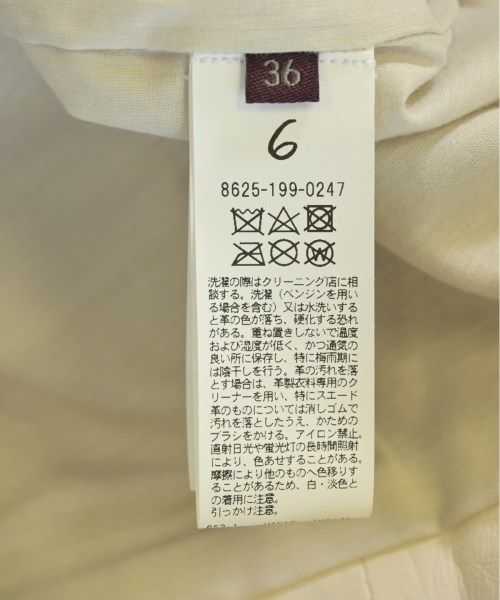 36
6
8625-199-0247
洗濯の際はクリーニング店に相
談する。洗濯（ベンジンを用い
る場合を含む）又は水洗いする
と革の色が落ち、硬化する恐れ
がある。重ね置きしないで温度
および湿度が低く、かつ通気の
良い所に保存し、特に梅雨期に
は陰干しを行う。革の汚れを落
とす場合は、革製衣料専用のク
リーナーを用い、特にスエード
革のものについては消しゴムで
汚れを落としたうえ、かための
ブラシをかける。アイロン禁止。
直射日光や蛍光灯の長時間照射
により、色あせすることがある。
摩擦により他のものへ色移りす
ることがあるため、白・淡色と
の着用に注意。
引っかけ注意。